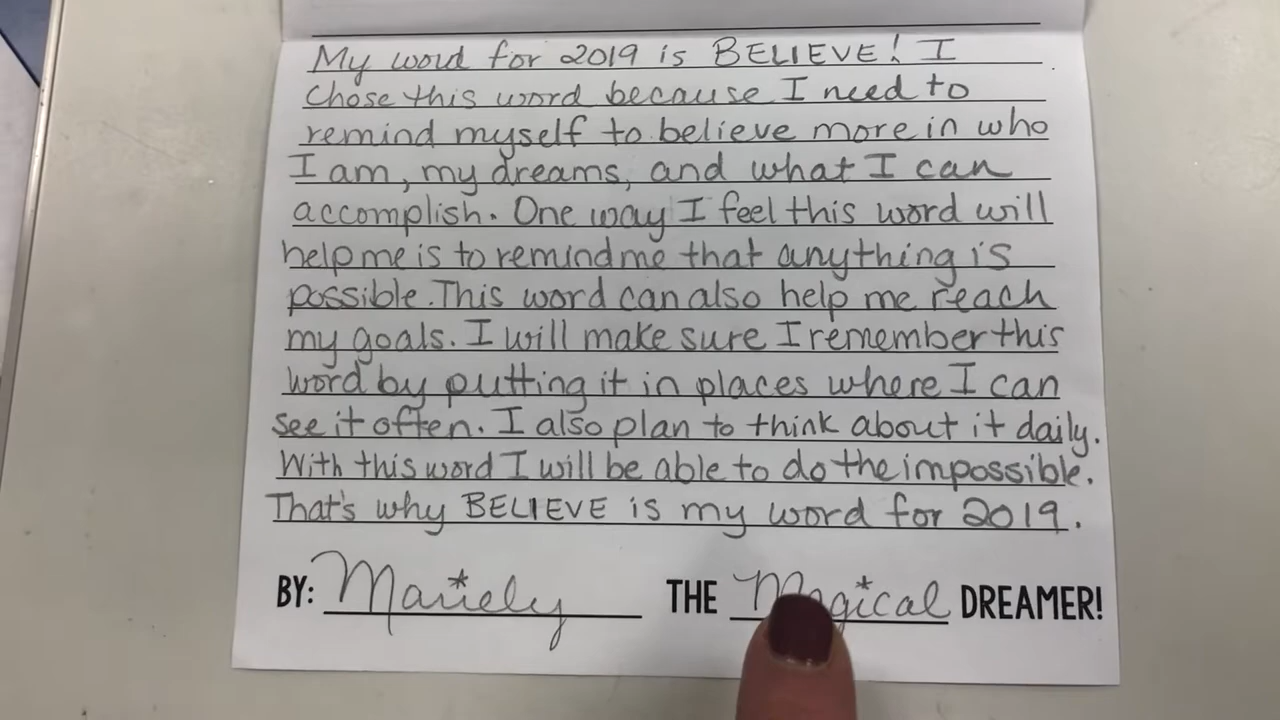 My word for 2019 is BELIEVE! I
chose this word because I need to
remind myself to believe more in who
I am, my dreams, and what I can
accomplish. One way I feel this word will
help me is to remind me that anything is
possible. This word can also help me reach
my goals. I will make sure I remember this
word by putting it in places where I can
see it often. I also plan to think about it daily.
With this word I will be able to do the impossible.
That's why BELIEVE is my word for 2019.
BY: Mariely THE Magical DREAMER!